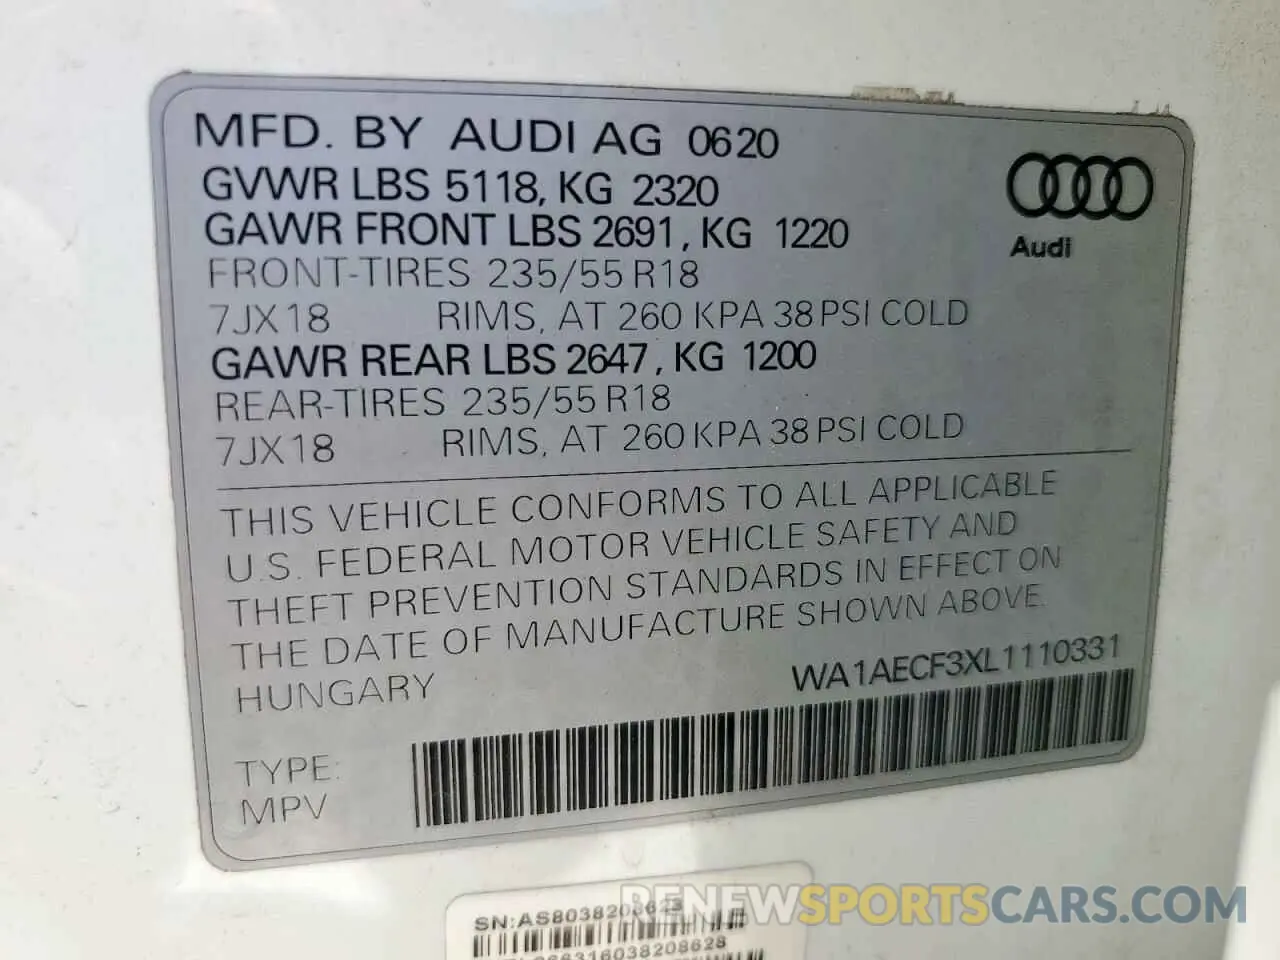 MFD. BY AUDI AG 0620
GVWR LBS 5118, KG 2320
GAWR FRONT LBS 2691, KG 1220
FRONT-TIRES 235/55 R18
7JX18 RIMS, AT 260 KPA 38 PSI COLD
GAWR REAR LBS 2647, KG 1200
REAR-TIRES 235/55 R18
7JX18 RIMS, AT 260 KPA 38 PSI COLD
Audi
THIS VEHICLE CONFORMS TO ALL APPLICABLE
U.S. FEDERAL MOTOR VEHICLE SAFETY AND
THEFT PREVENTION STANDARDS IN EFFECT ON
THE DATE OF MANUFACTURE SHOWN ABOVE.
HUNGARY
WA1AECF3XL1110331
TYPE:
MPV
SN:AS8038208623
RENEWSPORTSCARS.COM